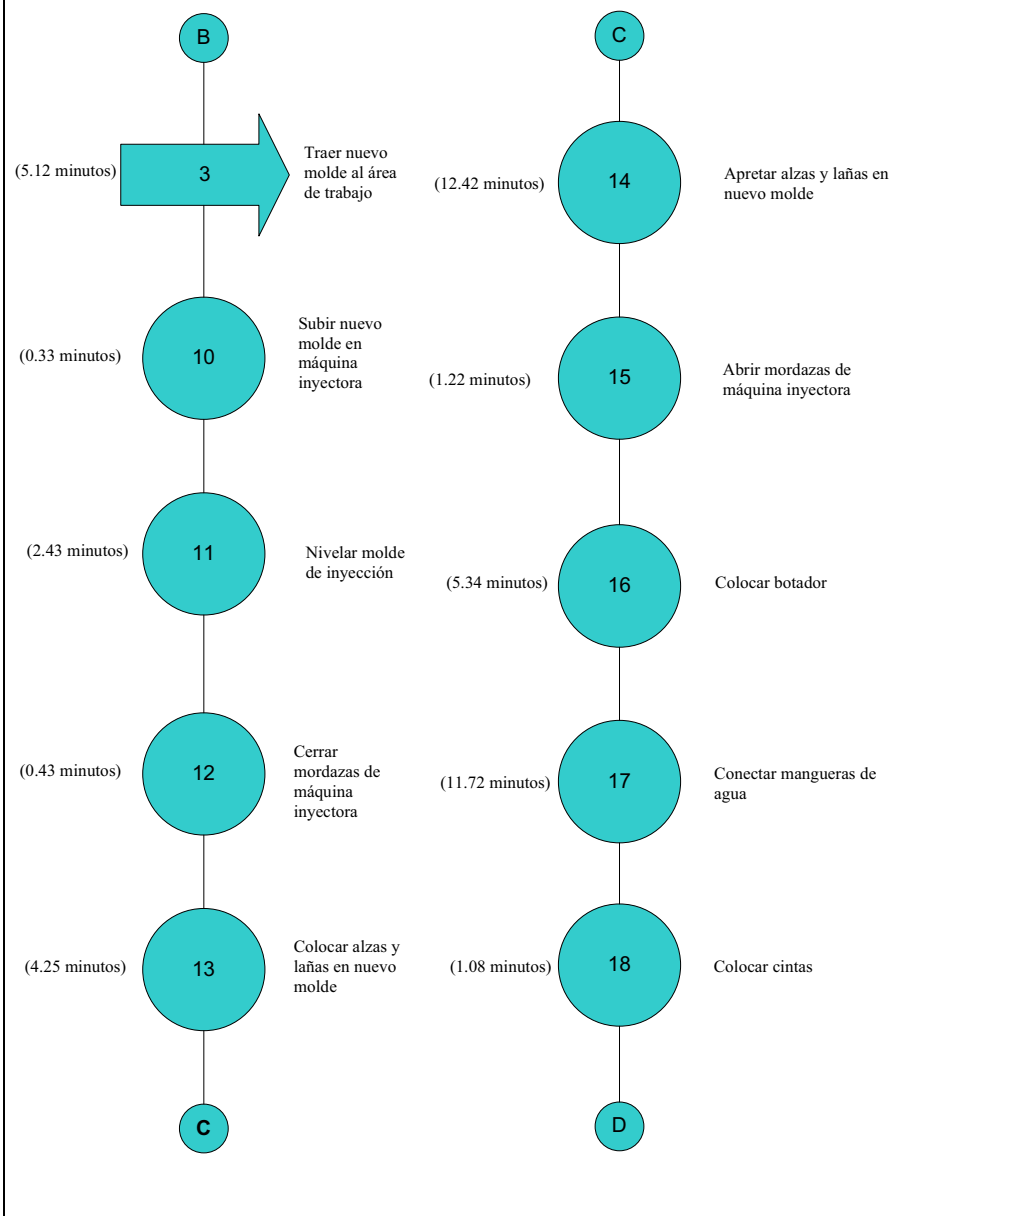 B
(5.12 minutos)
3
Traer nuevo
molde al área
de trabajo
(0.33 minutos)
10
Subir nuevo
molde en
máquina
inyectora
(2.43 minutos)
11
Nivelar molde
de inyección
(0.43 minutos)
12
Cerrar
mordazas de
máquina
inyectora
(4.25 minutos)
13
Colocar alzas y
lañas en nuevo
molde
C
C
(12.42 minutos)
14
Apretar alzas y lañas en
nuevo molde
(1.22 minutos)
15
Abrir mordazas de
máquina inyectora
(5.34 minutos)
16
Colocar botador
(11.72 minutos)
17
Conectar mangueras de
agua
(1.08 minutos)
18
Colocar cintas
D